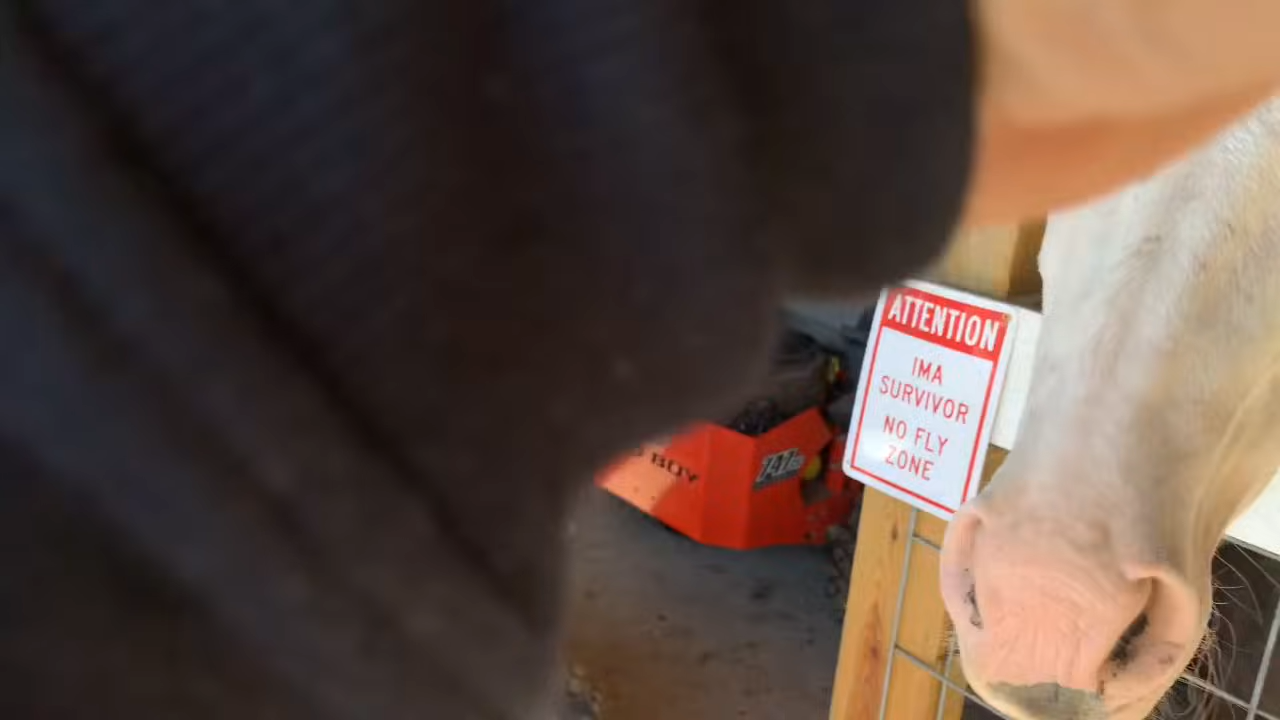 ATTENTION
IMA
SURVIVOR
NO FLY
ZONE
BOY